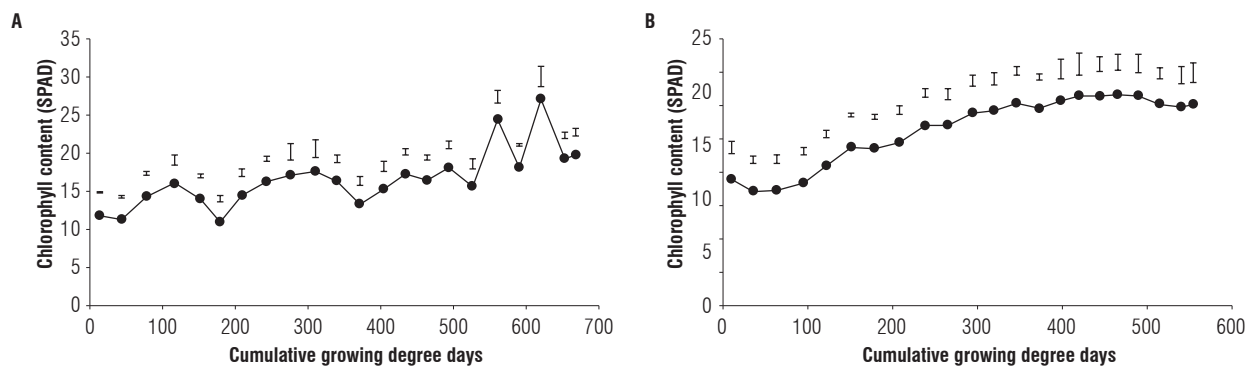 A
Chlorophyll content (SPAD)
35
30
25
20
15
10
5
0
0 100 200 300 400 500 600 700
Cumulative growing degree days
B
Chlorophyll content (SPAD)
25
20
15
10
5
0
0 100 200 300 400 500 600
Cumulative growing degree days